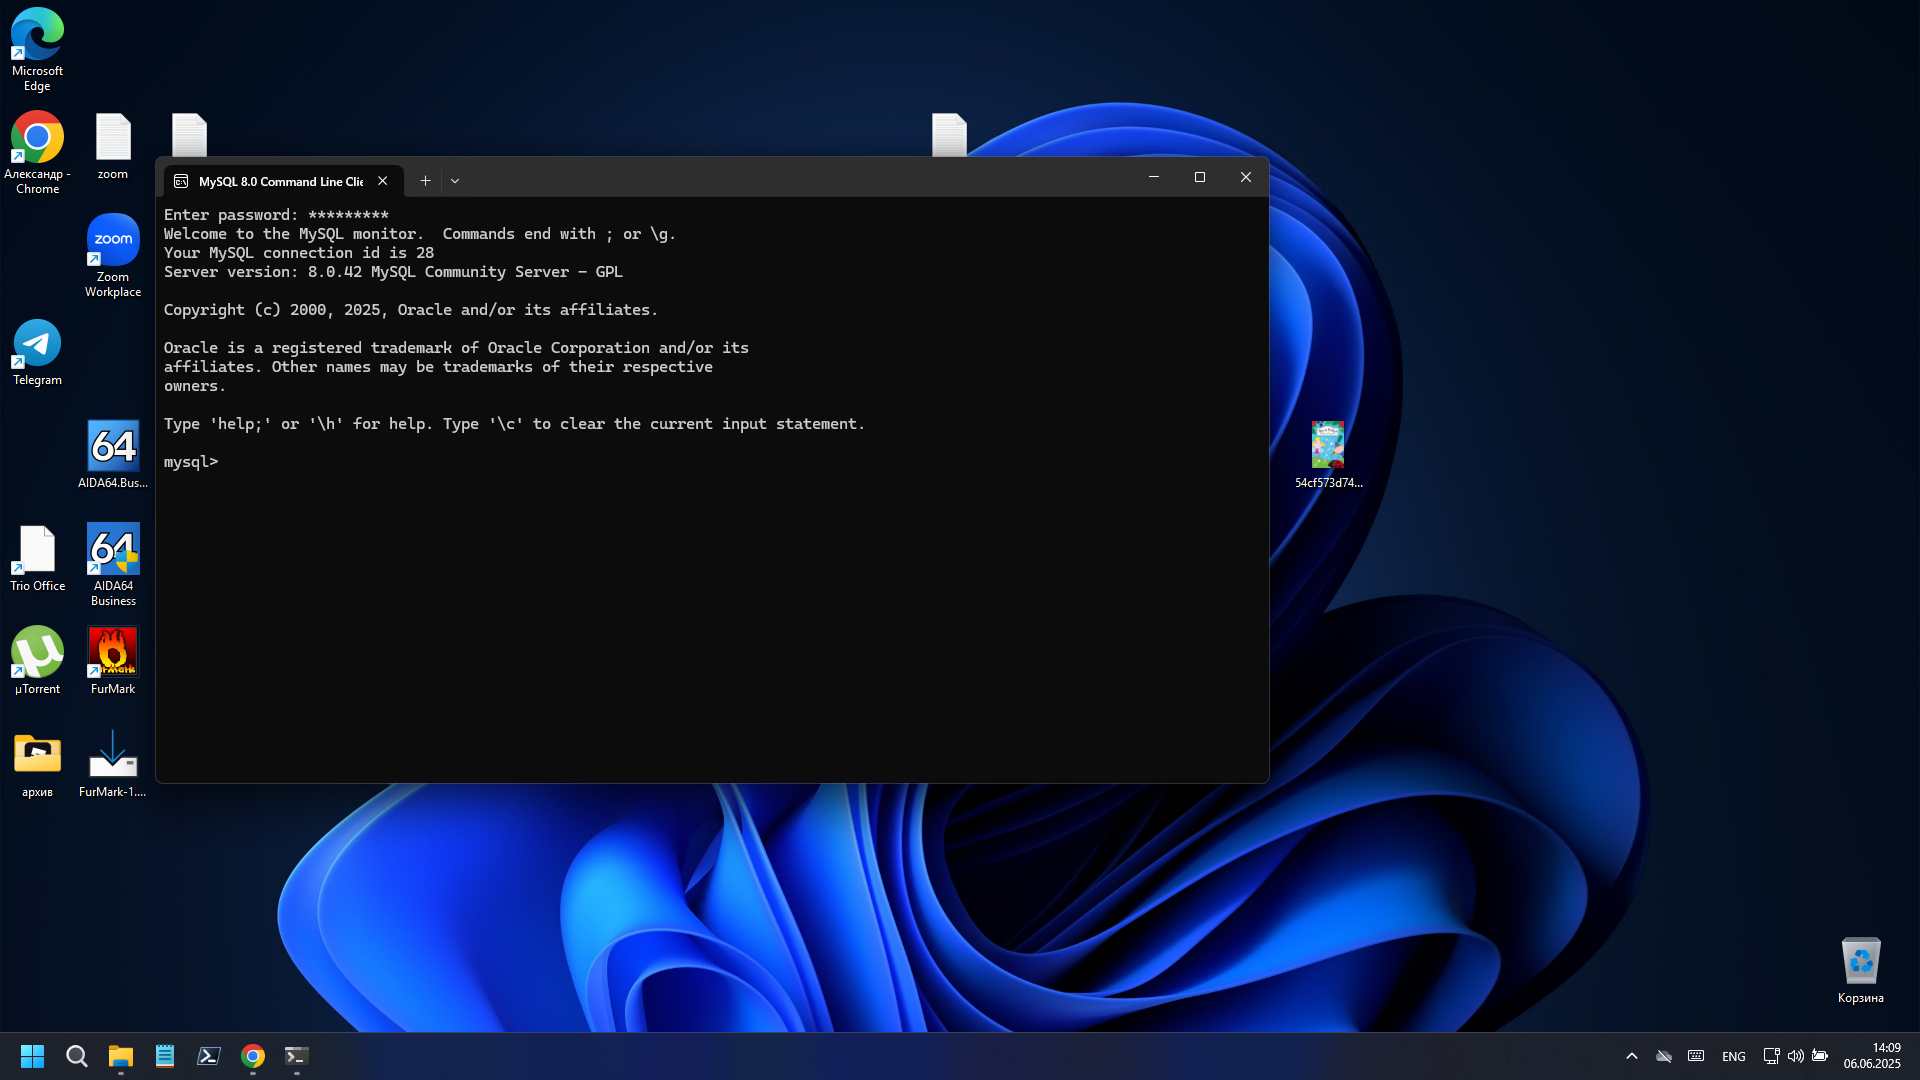 Microsoft
Edge
Александр -
Chrome
zoom
zoom
Zoom
Workplace
Telegram
64
AIDA64.Bus...
Trio Office
64
AIDA64
Business
µTorrent
FurMark
FurMark
архив
FurMark-1....
MySQL 8.0 Command Line Clie
Enter password: *********
Welcome to the MySQL monitor.  Commands end with ; or \g.
Your MySQL connection id is 28
Server version: 8.0.42 MySQL Community Server - GPL
Copyright (c) 2000, 2025, Oracle and/or its affiliates.
Oracle is a registered trademark of Oracle Corporation and/or its
affiliates. Other names may be trademarks of their respective
owners.
Type 'help;' or '\h' for help. Type '\c' to clear the current input statement.
mysql>
54cf573d74...
Корзина
ENG
14:09
06.06.2025